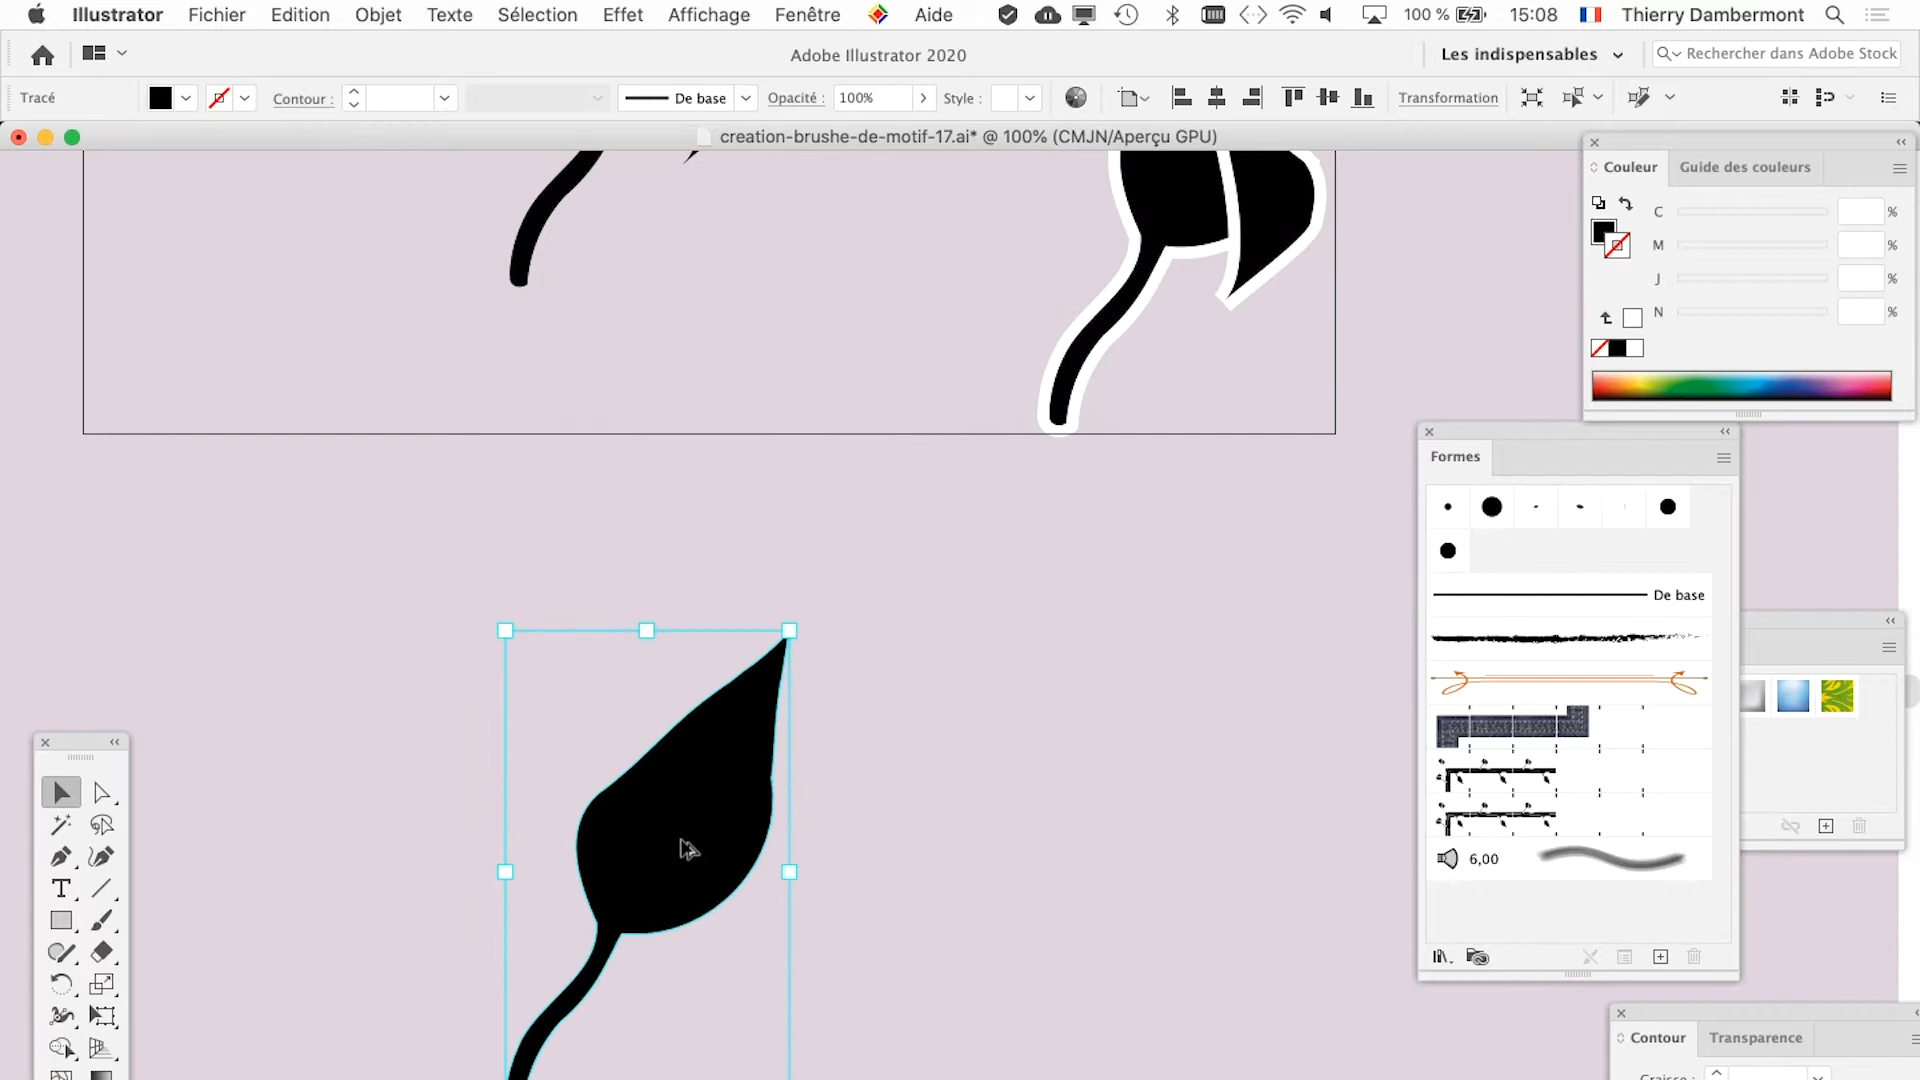 Illustrator Fichier Edition Objet Texte Sélection Effet Affichage Fenêtre Aide 100 % 15:08 Thierry Dambermont
Adobe Illustrator 2020 Les indispensables Rechercher dans Adobe Stock
Tracé Contour : De base Opacité : 100% Style : Transformation
creation-brushe-de-motif-17.ai* @ 100% (CMJN/Aperçu GPU)
Couleur Guide des couleurs
C %
M %
J %
N %
Formes
De base
6,00
Contour Transparence